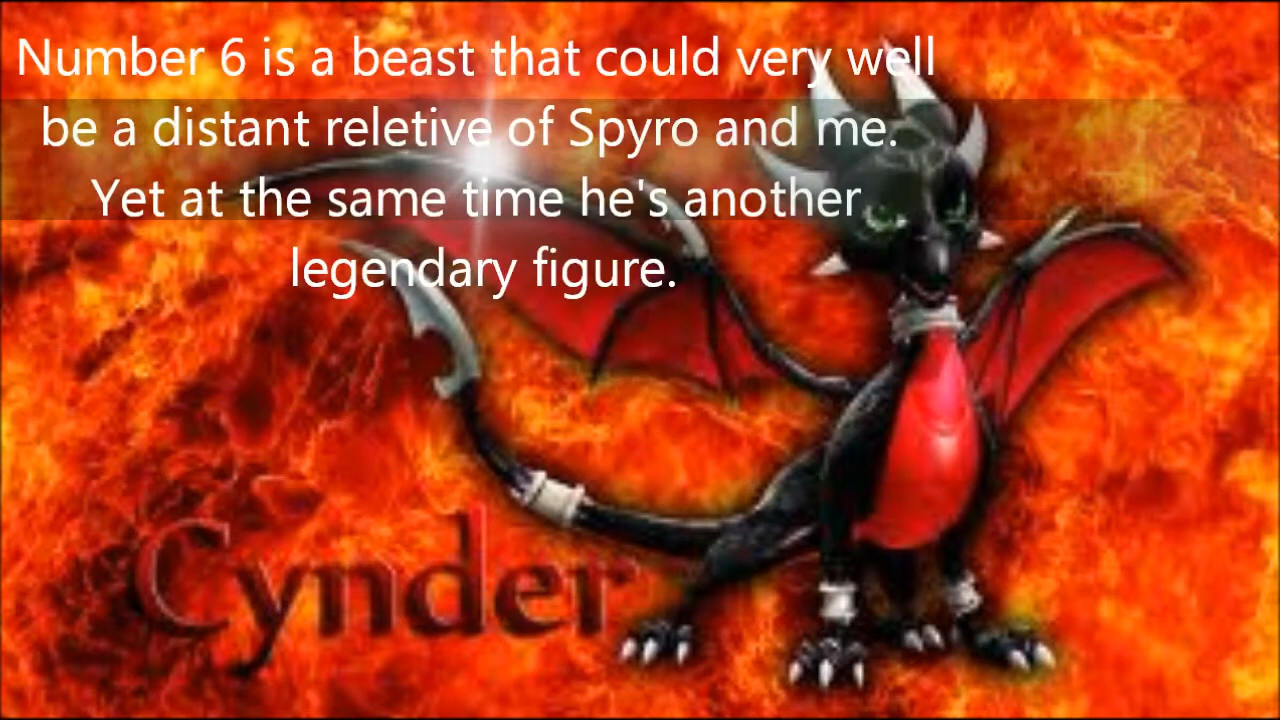 Number 6 is a beast that could very well
be a distant reletive of Spyro and me.
Yet at the same time he's another
legendary figure.
Cynder